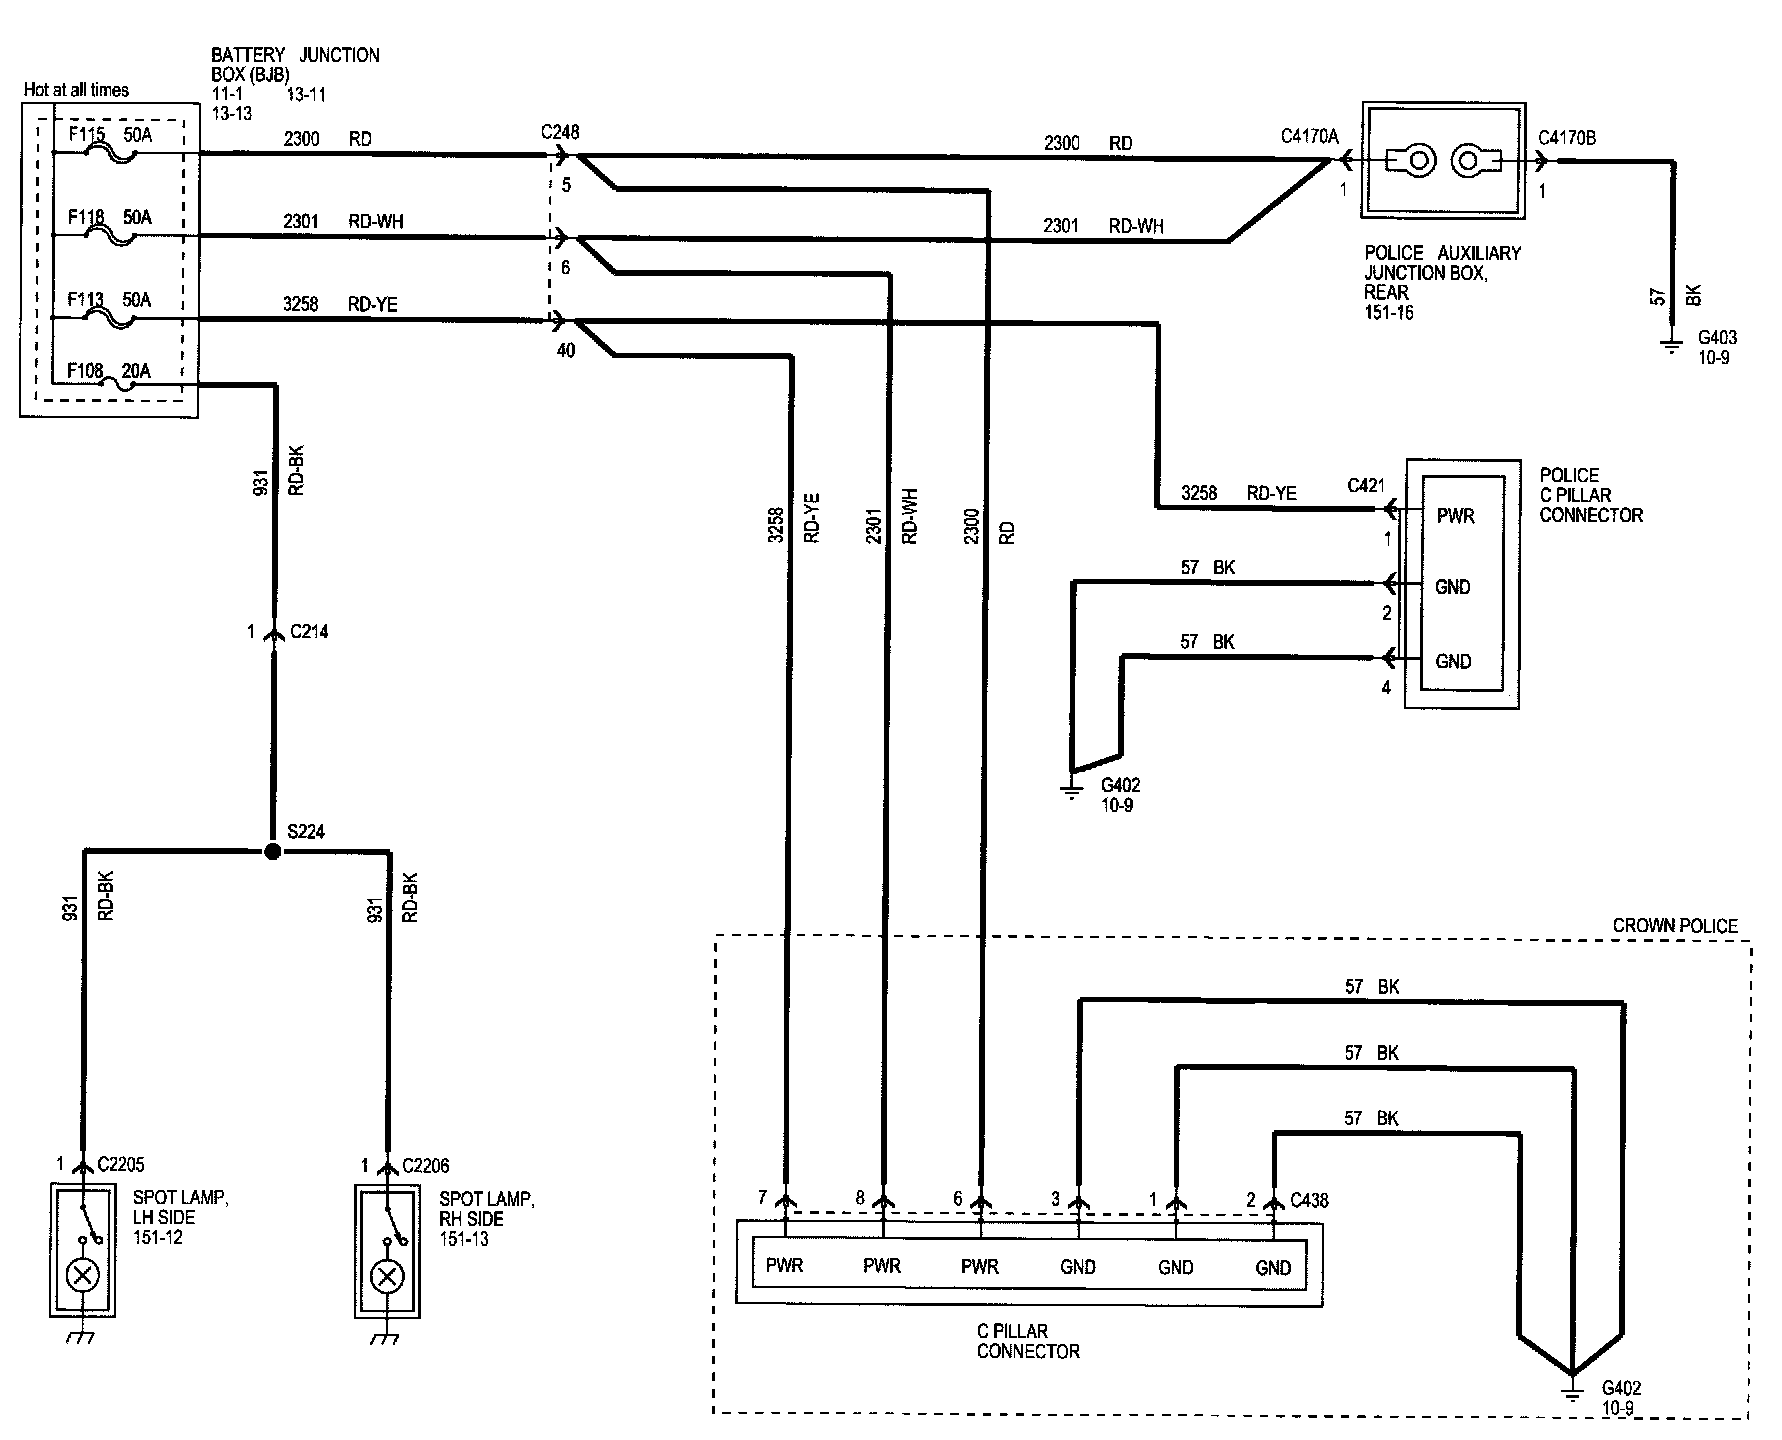 BATTERY JUNCTION
BOX (BJB)
11-1 13-11
13-13
Hot at all times
F115 50A
2300 RD
C248
5
2300 RD
C4170A
1
C4170B
1
F118 50A
2301 RD-WH
6
2301 RD-WH
POLICE AUXILIARY
JUNCTION BOX,
REAR
151-16
57 BK
G403
10-9
F113 50A
3258 RD-YE
40
F108 20A
931 RD-BK
3258 RD-YE
2301 RD-WH
2300 RD
3258 RD-YE
C421
1
PWR
POLICE
C PILLAR
CONNECTOR
57 BK
2
GND
57 BK
4
GND
G402
10-9
1 C214
S224
931 RD-BK
931 RD-BK
CROWN POLICE
57 BK
57 BK
57 BK
1 C2205
SPOT LAMP,
LH SIDE
151-12
1 C2206
SPOT LAMP,
RH SIDE
151-13
7 8 6 3 1 2 C438
PWR PWR PWR GND GND GND
C PILLAR
CONNECTOR
G402
10-9